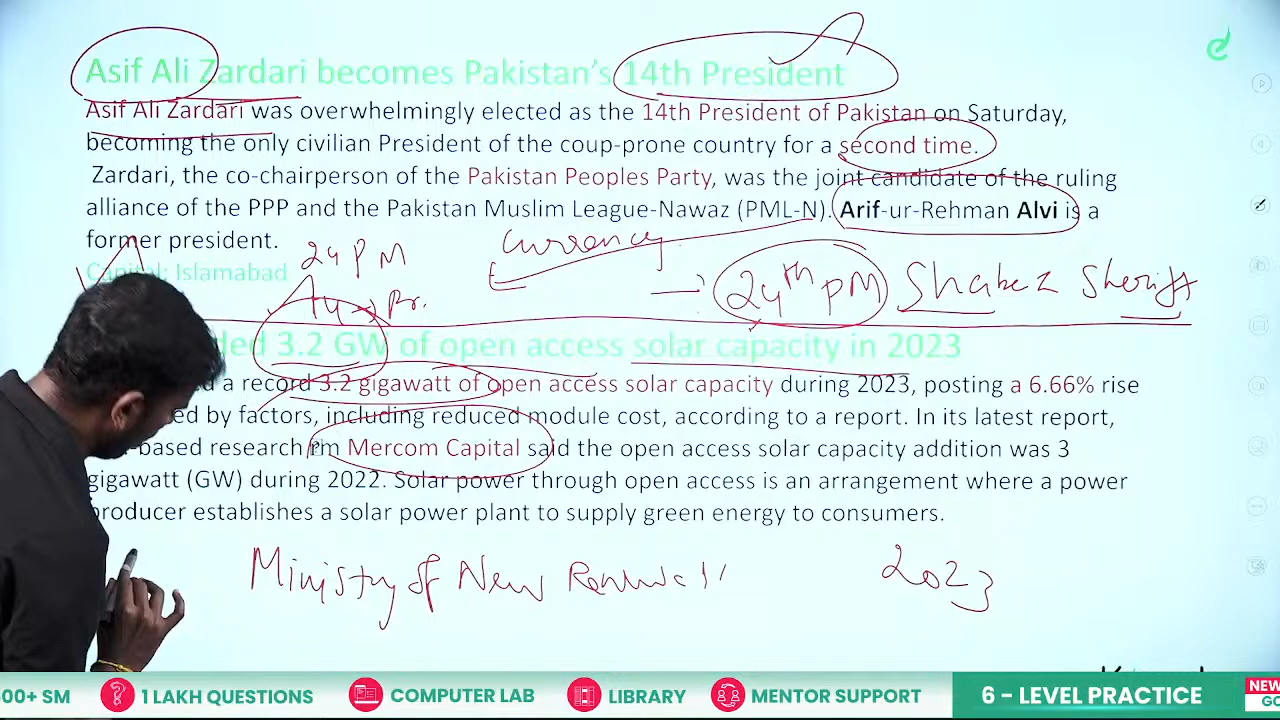 Asif Ali Zardari becomes Pakistan's 14th President
Asif Ali Zardari was overwhelmingly elected as the 14th President of Pakistan on Saturday,
becoming the only civilian President of the coup-prone country for a second time.
Zardari, the co-chairperson of the Pakistan Peoples Party, was the joint candidate of the ruling
alliance of the PPP and the Pakistan Muslim League-Nawaz (PML-N). Arif-ur-Rehman Alvi is a
former president.
Currency
24 PM
Capital: Islamabad
24th PM Shabez Sheriff
14 → Pr.
3.2 GW of open access solar capacity in 2023
a record 3.2 gigawatt of open access solar capacity during 2023, posting a 6.66% rise
by factors, including reduced module cost, according to a report. In its latest report,
-based research Mercom Capital said the open access solar capacity addition was 3
gigawatt (GW) during 2022. Solar power through open access is an arrangement where a power
producer establishes a solar power plant to supply green energy to consumers.
Ministry of New 2023
500+ SM 1 LAKH QUESTIONS COMPUTER LAB LIBRARY MENTOR SUPPORT 6 - LEVEL PRACTICE NEW